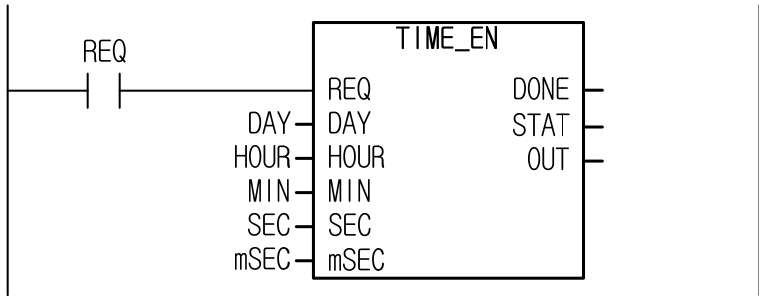 TIME_EN
REQ
REQ DONE
DAY DAY STAT
HOUR HOUR OUT
MIN MIN
SEC SEC
mSEC mSEC